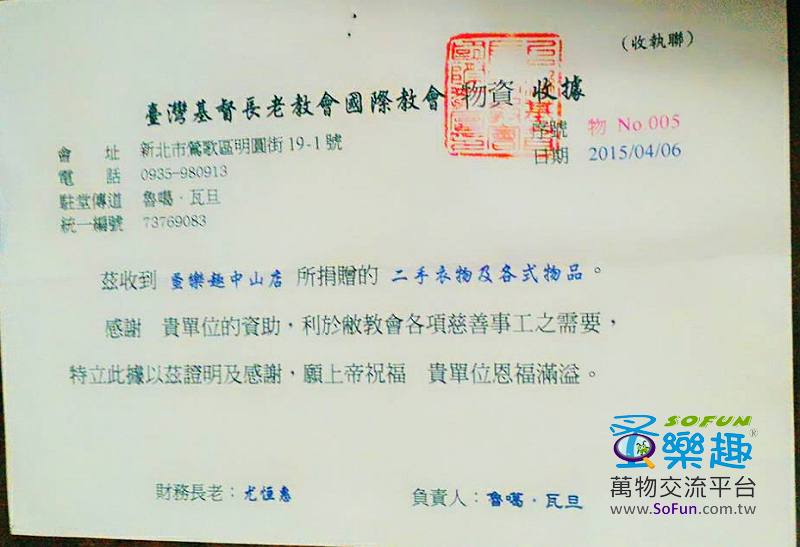 (收執聯)
臺灣基督長老教會國際教會 物資 收據
序號 物 No.005
日期 2015/04/06
會 址 新北市鶯歌區明圓街19-1號
電 話 0935-980913
駐堂傳道 魯噶·瓦旦
統一編號 73769083
茲收到 蚤樂趣中山店 所捐贈的 二手衣物及各式物品。
感謝 貴單位的資助，利於敝教會各項慈善事工之需要，
特立此據以茲證明及感謝，願上帝祝福 貴單位恩福滿溢。
財務長老：尤恒惠
負責人：魯噶·瓦旦
SOFUN
蚤樂趣®
萬物交流平台
www.SoFun.com.tw